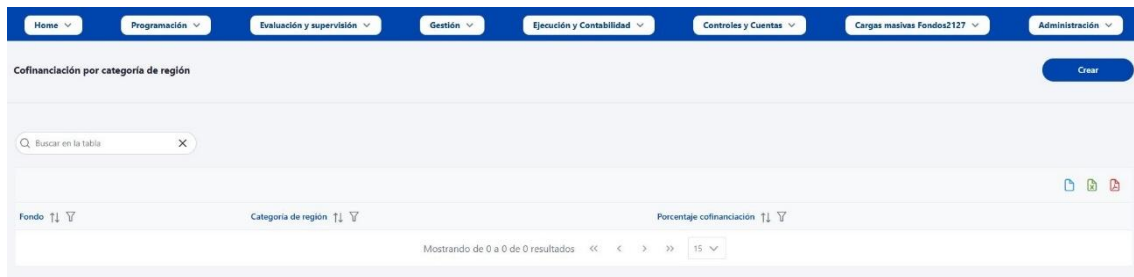 Home Programación Evaluación y supervisión Gestión Ejecución y Contabilidad Controles y Cuentas Cargas masivas Fondos2127 Administración
Cofinanciación por categoría de región Crear
Buscar en la tabla
Fondo Categoría de región Porcentaje cofinanciación
Mostrando de 0 a 0 de 0 resultados « < > » 15